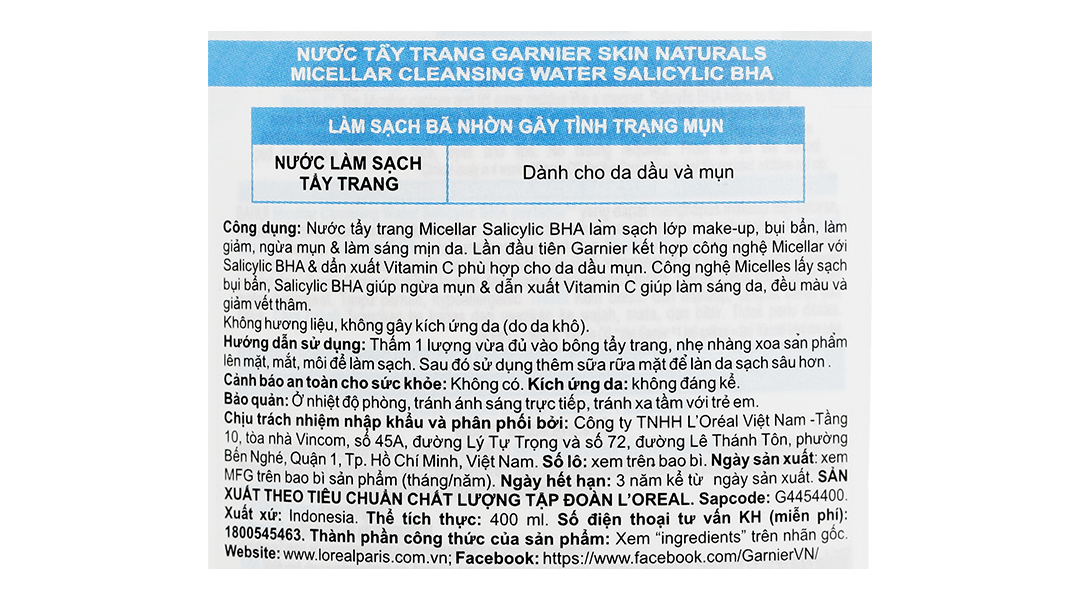 NƯỚC TẨY TRANG GARNIER SKIN NATURALS
MICELLAR CLEANSING WATER SALICYLIC BHA
LÀM SẠCH BÃ NHỜN GÂY TÌNH TRẠNG MỤN
NƯỚC LÀM SẠCH
TẨY TRANG
Dành cho da dầu và mụn
Công dụng: Nước tẩy trang Micellar Salicylic BHA làm sạch lớp make-up, bụi bẩn, làm
giảm, ngừa mụn & làm sáng mịn da. Lần đầu tiên Garnier kết hợp công nghệ Micellar với
Salicylic BHA & dẫn xuất Vitamin C phù hợp cho da dầu mụn. Công nghệ Micelles lấy sạch
bụi bẩn, Salicylic BHA giúp ngừa mụn & dẫn xuất Vitamin C giúp làm sáng da, đều màu và
giảm vết thâm.
Không hương liệu, không gây kích ứng da (do da khô).
Hướng dẫn sử dụng: Thấm 1 lượng vừa đủ vào bông tẩy trang, nhẹ nhàng xoa sản phẩm
lên mặt, mắt, môi để làm sạch. Sau đó sử dụng thêm sữa rữa mặt để làn da sạch sâu hơn .
Cảnh báo an toàn cho sức khỏe: Không có. Kích ứng da: không đáng kể.
Bảo quản: Ở nhiệt độ phòng, tránh ánh sáng trực tiếp, tránh xa tầm với trẻ em.
Chịu trách nhiệm nhập khẩu và phân phối bởi: Công ty TNHH L'Oréal Việt Nam -Tầng
10, tòa nhà Vincom, số 45A, đường Lý Tự Trọng và số 72, đường Lê Thánh Tôn, phường
Bến Nghé, Quận 1, Tp. Hồ Chí Minh, Việt Nam. Số lô: xem trên bao bì. Ngày sản xuất: xem
MFG trên bao bì sản phẩm (tháng/năm). Ngày hết hạn: 3 năm kể từ ngày sản xuất. SẢN
XUẤT THEO TIÊU CHUẨN CHẤT LƯỢNG TẬP ĐOÀN L'OREAL. Sapcode: G4454400.
Xuất xứ: Indonesia. Thể tích thực: 400 ml. Số điện thoại tư vấn KH (miễn phí):
1800545463. Thành phần công thức của sản phẩm: Xem "ingredients" trên nhãn gốc.
Website: www.lorealparis.com.vn; Facebook: https://www.facebook.com/GarnierVN/